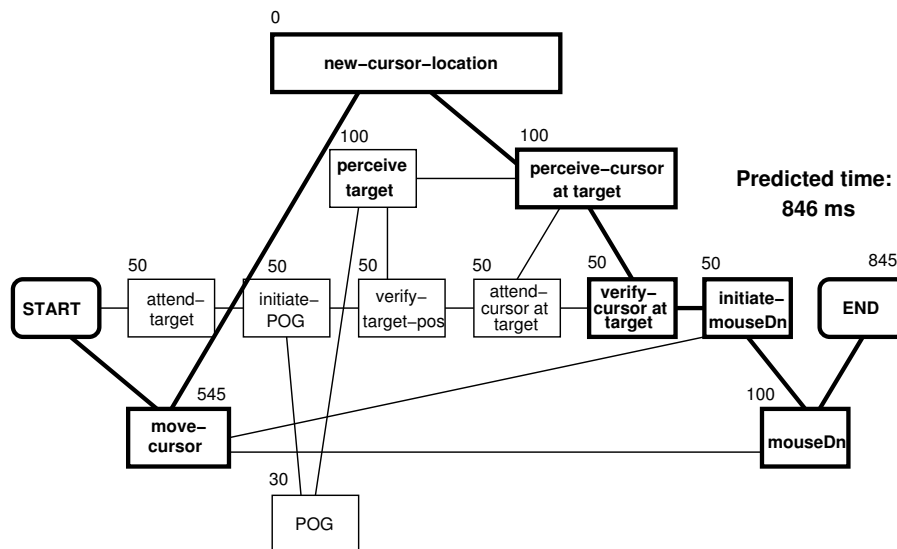 0
new-cursor-location
100
perceive
target
100
perceive-cursor
at target
Predicted time:
846 ms
START
50
attend-
target
50
initiate-
POG
50
verify-
target-pos
50
attend-
cursor at
target
50
verify-
cursor at
target
50
initiate-
mouseDn
845
END
545
move-
cursor
100
mouseDn
30
POG